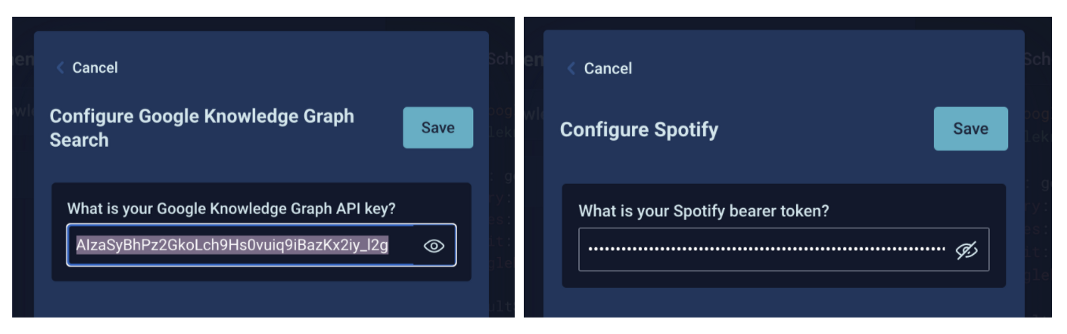 Cancel
Configure Google Knowledge Graph
Search
Save
What is your Google Knowledge Graph API key?
AIzaSyBhPz2GkoLch9Hs0vuiq9iBazKx2iy_l2g
Cancel
Configure Spotify
Save
What is your Spotify bearer token?